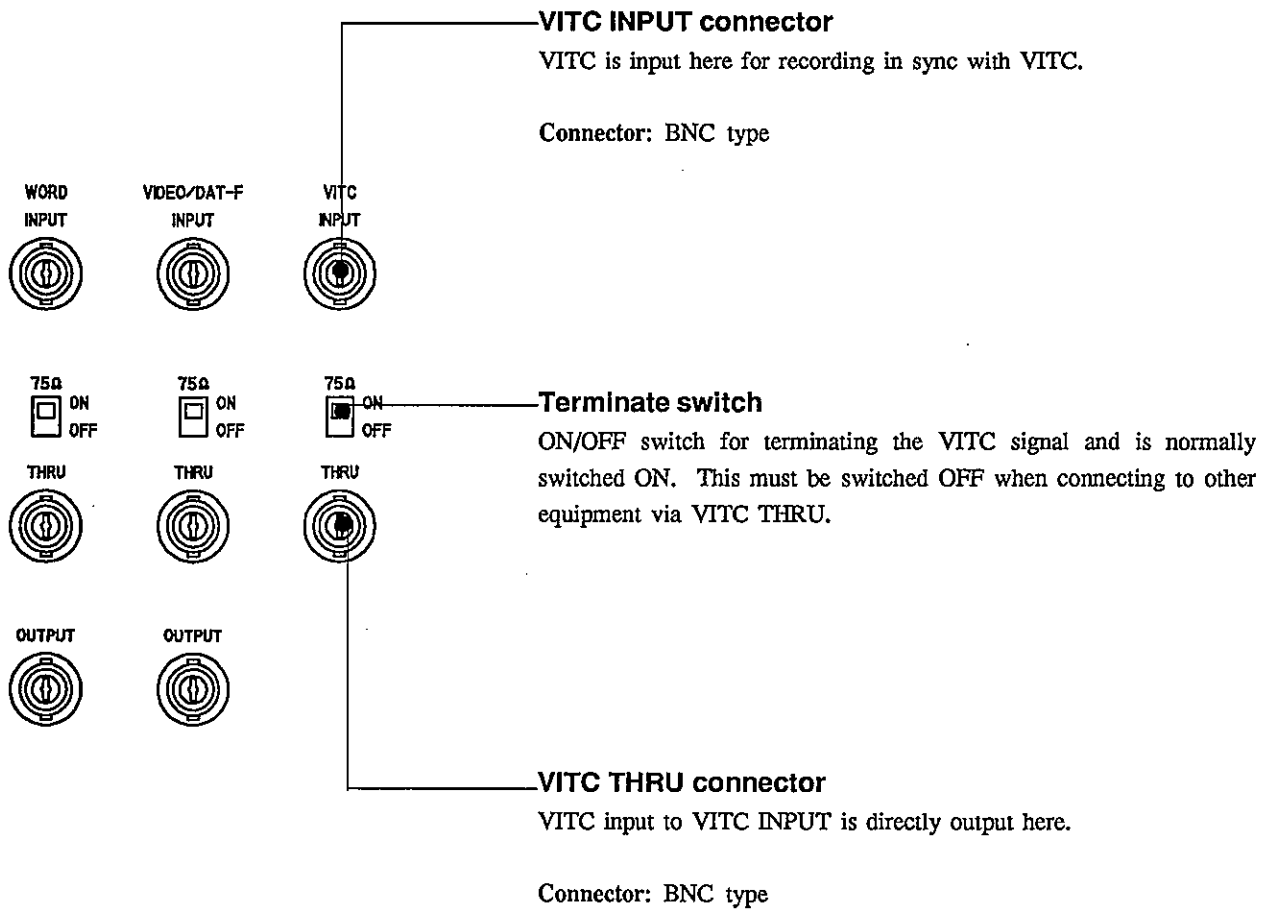 VITC INPUT connector
VITC is input here for recording in sync with VITC.
Connector: BNC type
WORD VIDEO/DAT-F VITC
INPUT INPUT INPUT
75Ω 75Ω 75Ω
ON ON ON
OFF OFF OFF
Terminate switch
ON/OFF switch for terminating the VITC signal and is normally
switched ON. This must be switched OFF when connecting to other
equipment via VITC THRU.
THRU THRU THRU
OUTPUT OUTPUT
VITC THRU connector
VITC input to VITC INPUT is directly output here.
Connector: BNC type